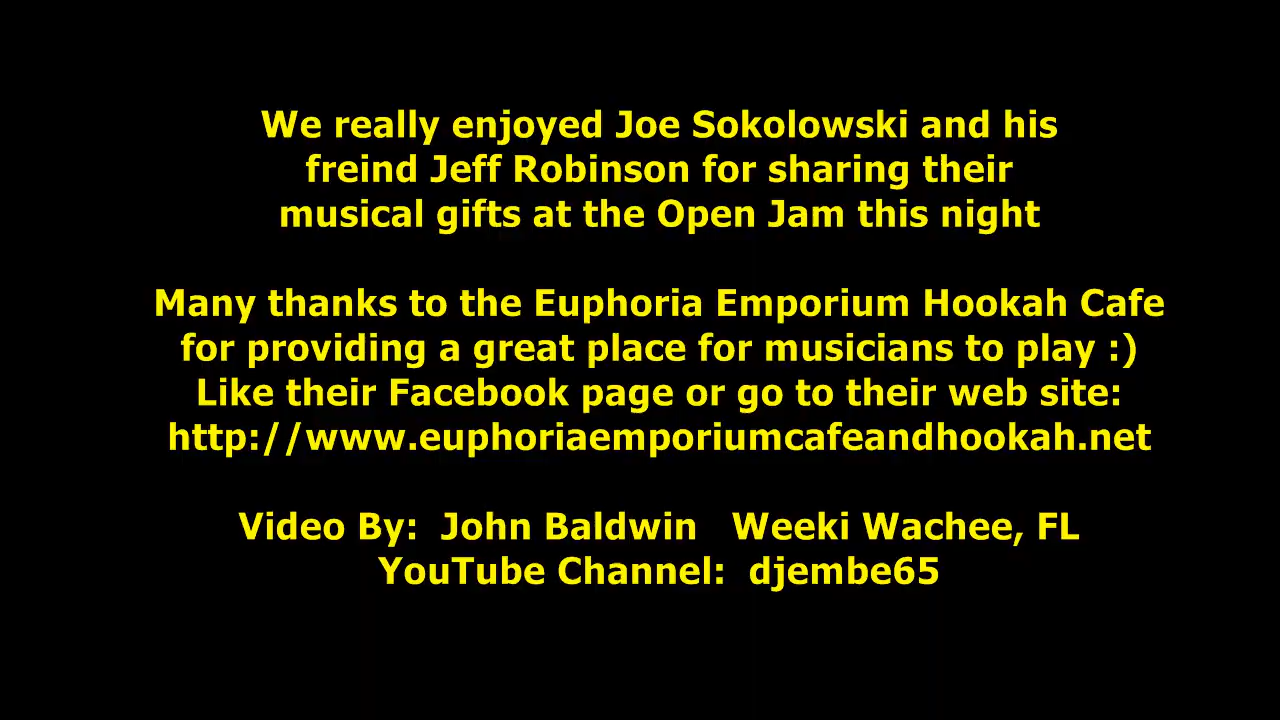 We really enjoyed Joe Sokolowski and his
freind Jeff Robinson for sharing their
musical gifts at the Open Jam this night
Many thanks to the Euphoria Emporium Hookah Cafe
for providing a great place for musicians to play :)
Like their Facebook page or go to their web site:
http://www.euphoriaemporiumcafeandhookah.net
Video By:  John Baldwin   Weeki Wachee, FL
YouTube Channel:  djembe65